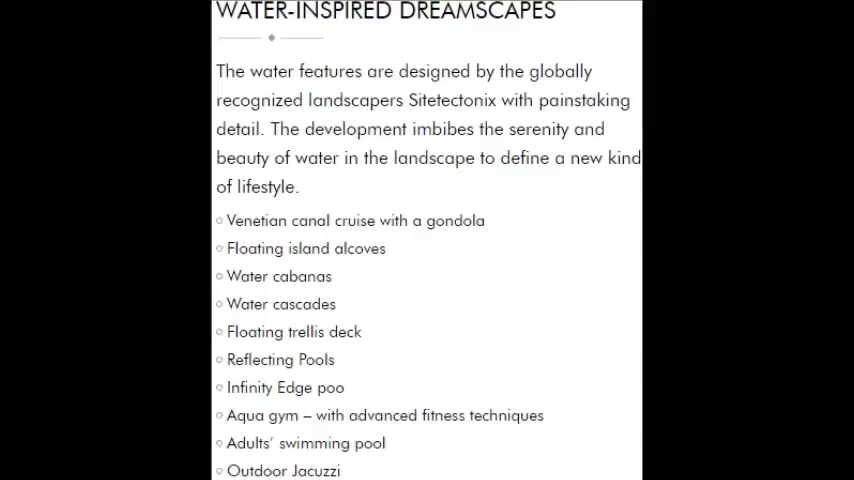 WATER-INSPIRED DREAMSCAPES
The water features are designed by the globally
recognized landscapers Sitetectonix with painstaking
detail. The development imbibes the serenity and
beauty of water in the landscape to define a new kind
of lifestyle.
Venetian canal cruise with a gondola
Floating island alcoves
Water cabanas
Water cascades
Floating trellis deck
Reflecting Pools
Infinity Edge poo
Aqua gym – with advanced fitness techniques
Adults' swimming pool
Outdoor Jacuzzi